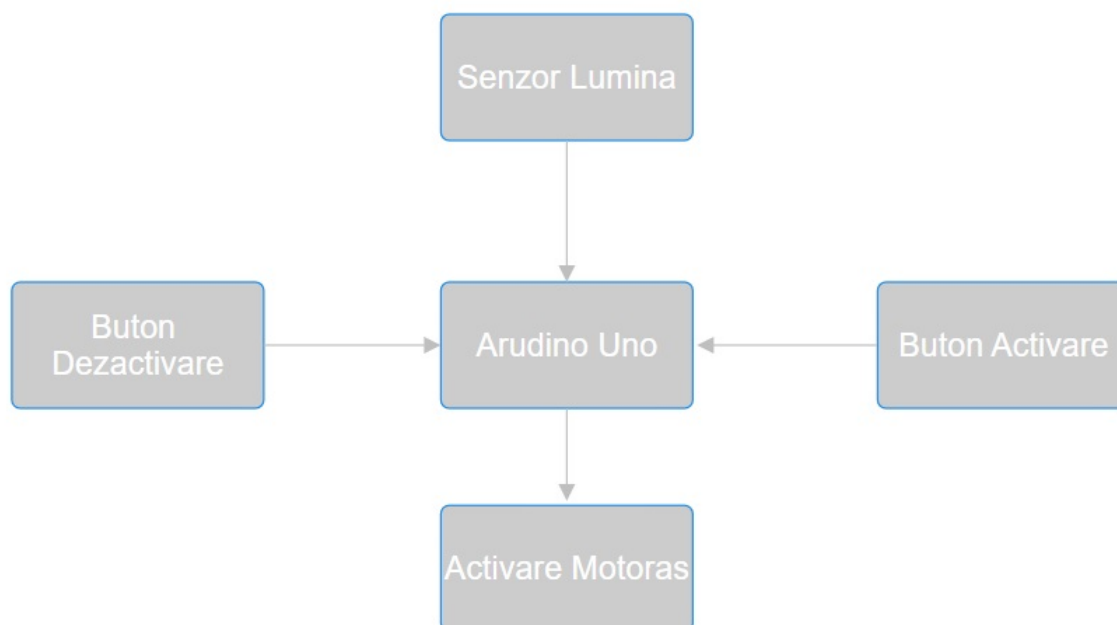 Senzor Lumina
Buton
Dezactivare
Arudino Uno
Buton Activare
Activare Motoras